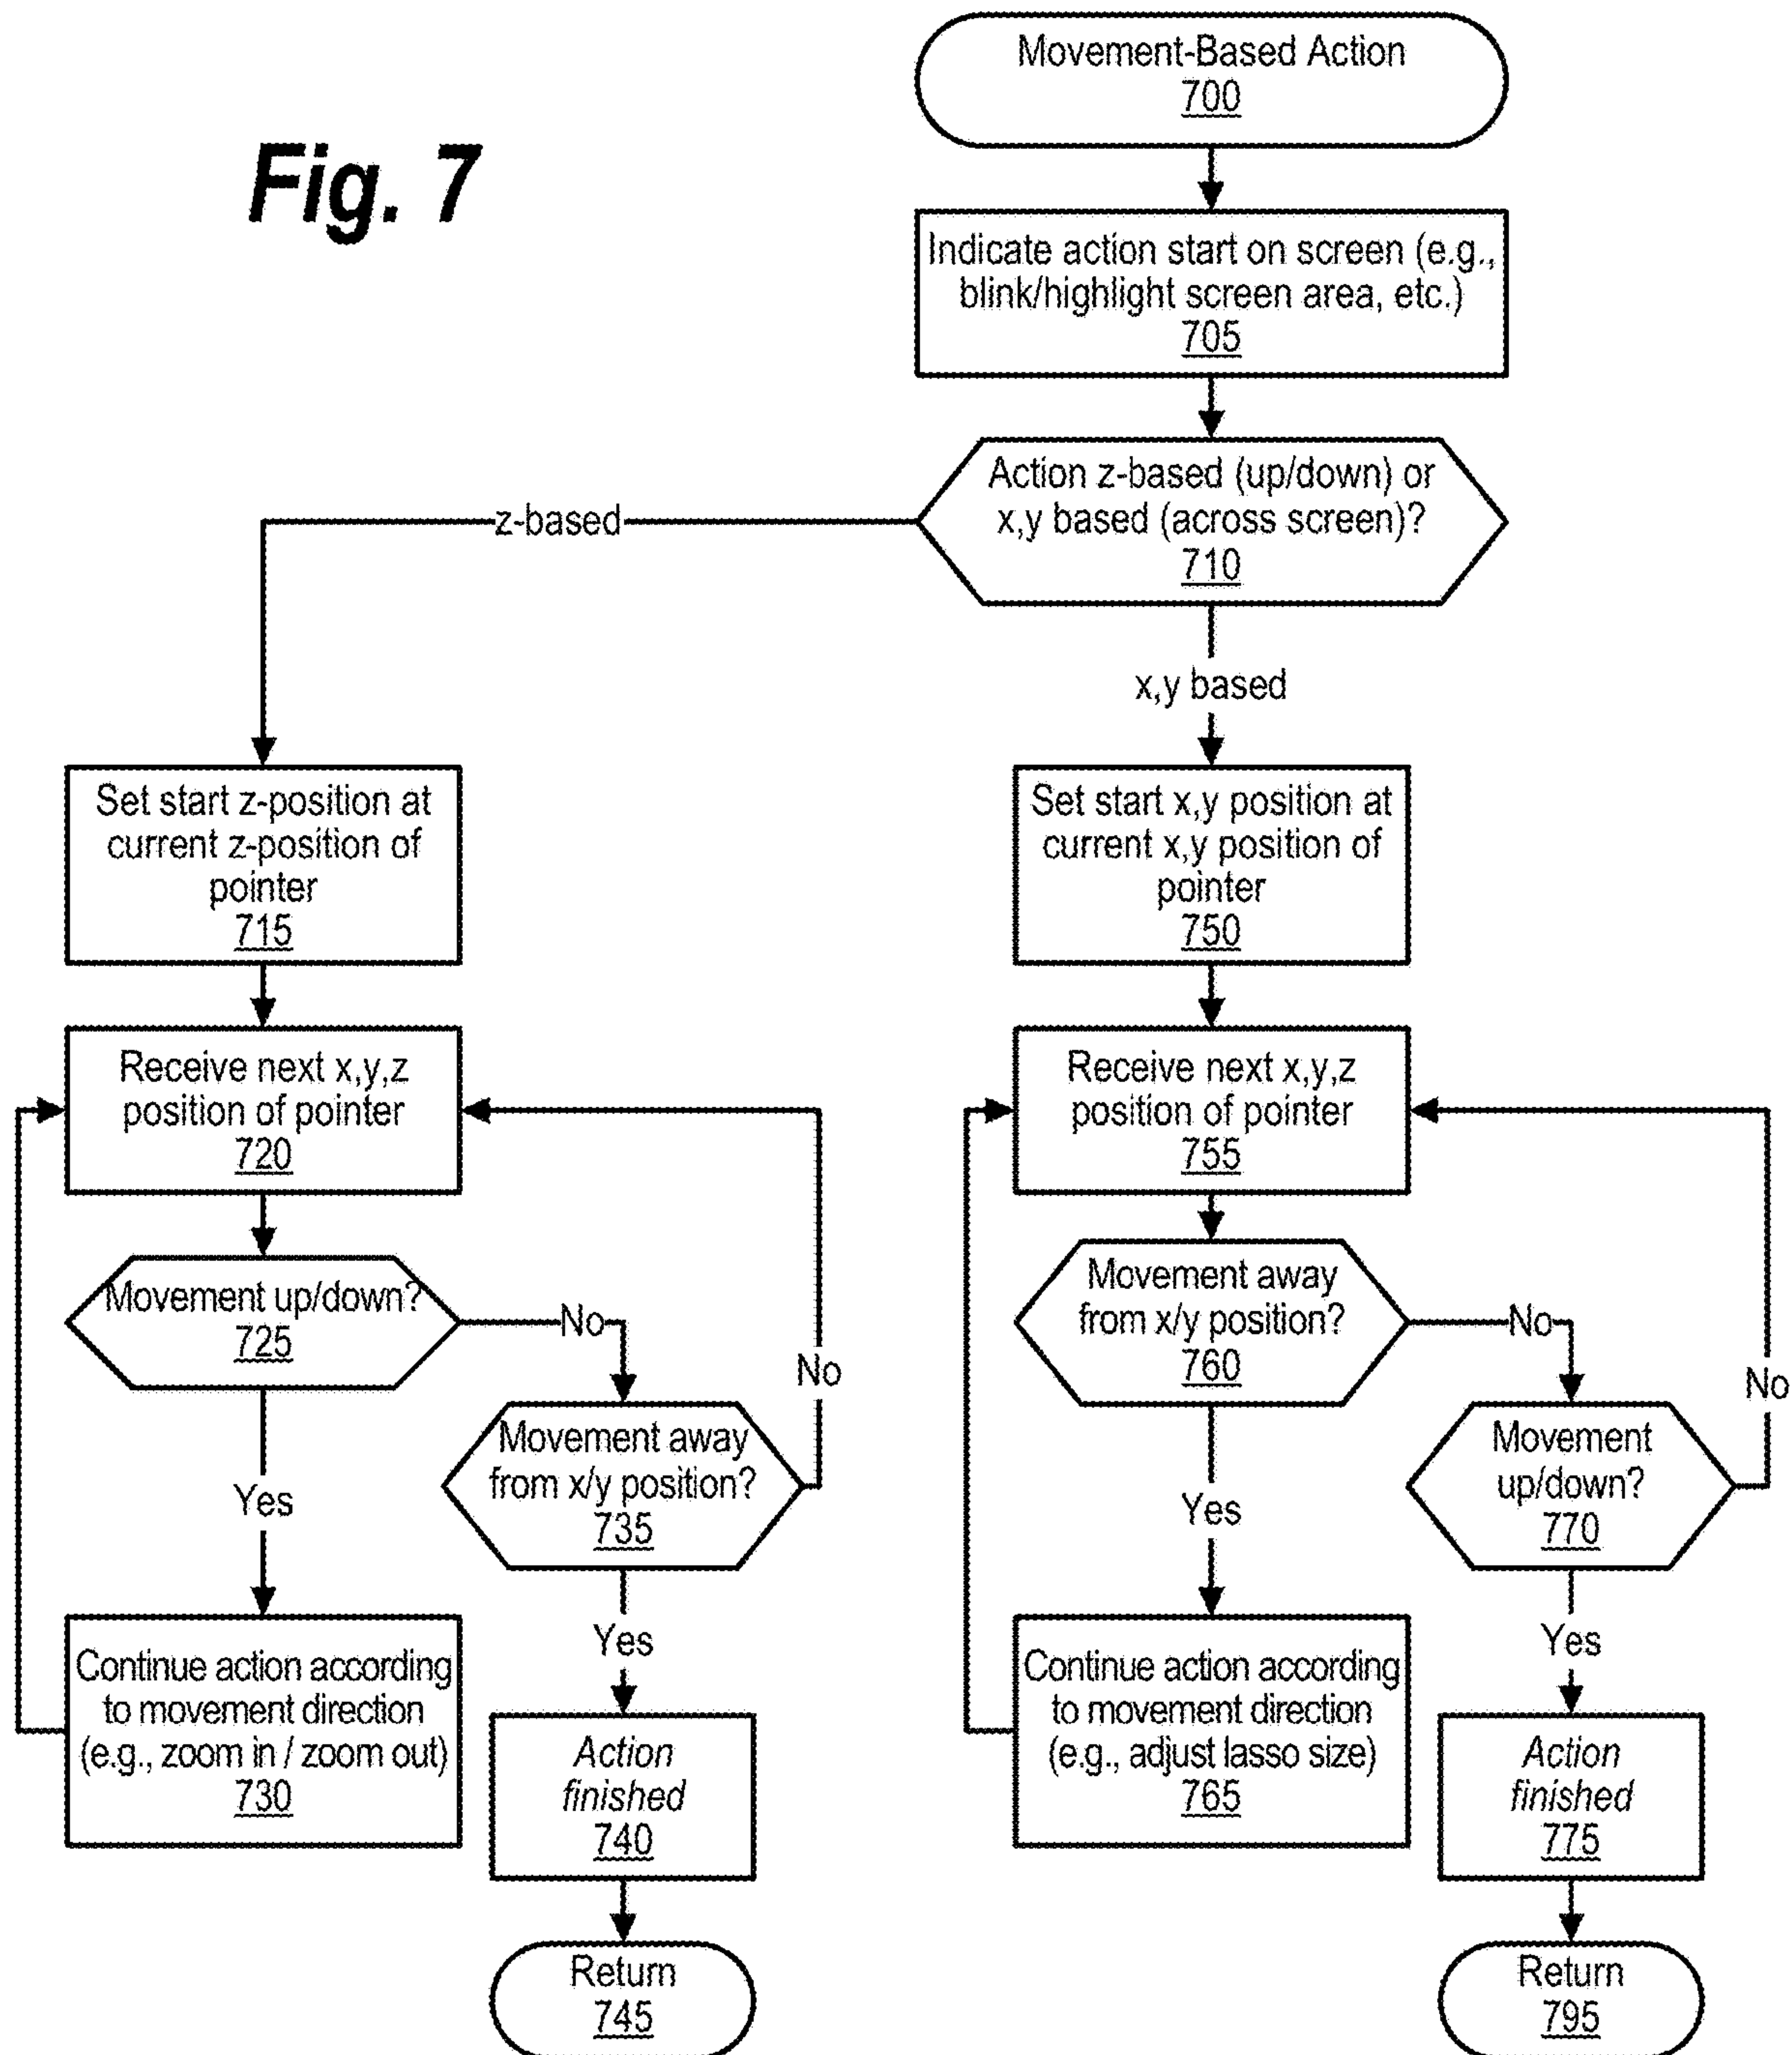 Fig. 7
Movement-Based Action
700
Indicate action start on screen (e.g.,
blink/highlight screen area, etc.)
705
Action z-based (up/down) or
x,y based (across screen)?
710
z-based
x,y based
Set start z-position at
current z-position of
pointer
715
Receive next x,y,z
position of pointer
720
Movement up/down?
725
No
No
Yes
Movement away
from x/y position?
735
Yes
Continue action according
to movement direction
(e.g., zoom in / zoom out)
730
Action
finished
740
Return
745
Set start x,y position at
current x,y position of
pointer
750
Receive next x,y,z
position of pointer
755
Movement away
from x/y position?
760
No
No
Yes
Movement
up/down?
770
Yes
Continue action according
to movement direction
(e.g., adjust lasso size)
765
Action
finished
775
Return
795